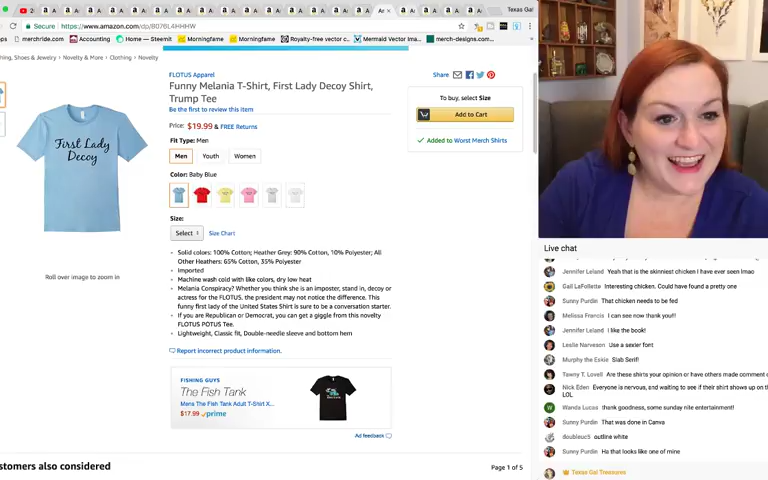 Texas Gal
Secure https://www.amazon.com/dp/B076L4HHHW
merchride.com Accounting Home — Steemit Morningfame Morningfame Royalty-free vector c... Mermaid Vector Ima... merch-designs.com...
hing, Shoes & Jewelry › Novelty & More › Clothing › Novelty
FLOTUS Apparel
Funny Melania T-Shirt, First Lady Decoy Shirt,
Trump Tee
Be the first to review this item
Price: $19.99 & FREE Returns
Fit Type: Men
Men Youth Women
Color: Baby Blue
Size:
Select Size Chart
First Lady
Decoy
Roll over image to zoom in
Solid colors: 100% Cotton; Heather Grey: 90% Cotton, 10% Polyester; All
Other Heathers: 65% Cotton, 35% Polyester
Imported
Machine wash cold with like colors, dry low heat
Melania Conspiracy? Whether you think she is an imposter, stand in, decoy or
actress for the FLOTUS, the president may not notice the difference. This
funny first lady of the United States Shirt is sure to be a conversation starter.
If you are Republican or Democrat, you can get a giggle from this novelty
FLOTUS POTUS Tee.
Lightweight, Classic fit, Double-needle sleeve and bottom hem
Report incorrect product information.
FISHING GUYS
The Fish Tank
Mens The Fish Tank Adult T-Shirt X...
$17.99 prime
Ad feedback
stomers also considered
Page 1 of 5
Share
To buy, select Size
Add to Cart
Added to Worst Merch Shirts
Live chat
Jennifer Leland Yeah that is the skinniest chicken I have ever seen lmao
Gail LaFollette Interesting chicken. Could have found a pretty one
Sunny Purdin That chicken needs to be fed
Melissa Francis I can see now thank you!!
Jennifer Leland I like the book!
Leslie Narveson Use a sexier font
Murphy the Eskie Slab Serif!
Tawny T. Lovell Are these shirts your opinion or have others made comment o
Nick Eden Everyone is nervous, and waiting to see if their shirt shows up on th
LOL
Wanda Lucas thank goodness, some sunday nite entertainment!
Sunny Purdin That was done in Canva
doubleuc5 outline white
Sunny Purdin Ha that looks like one of mine
Texas Gal Treasures